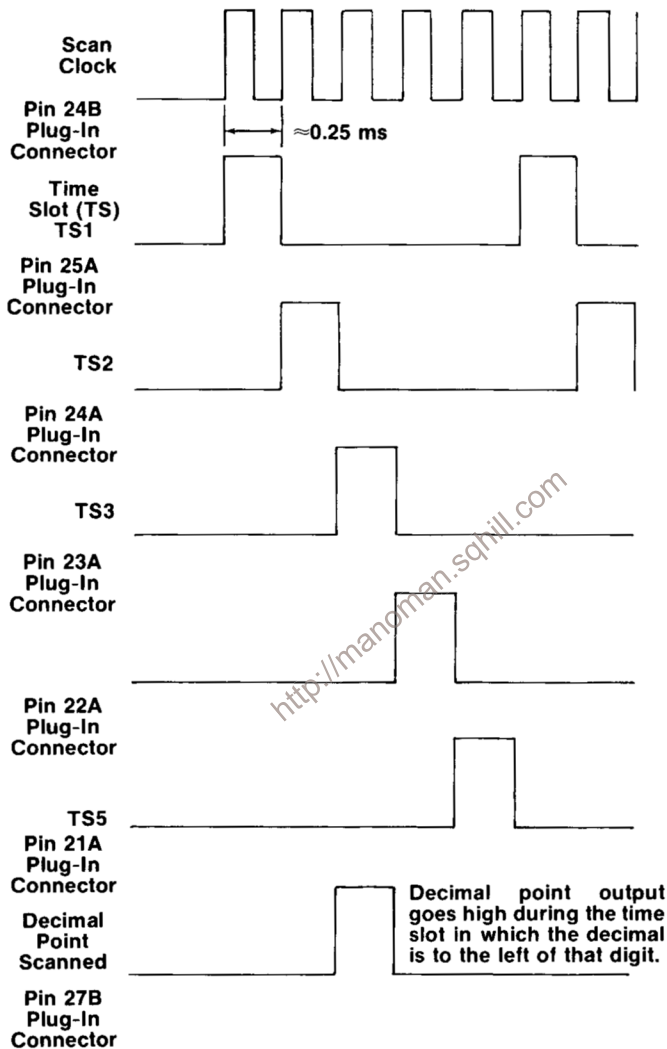 Scan
Clock
Pin 24B
Plug-In
Connector
≈0.25 ms
Time
Slot (TS)
TS1
Pin 25A
Plug-In
Connector
TS2
Pin 24A
Plug-In
Connector
TS3
Pin 23A
Plug-In
Connector
http://manoman.sqhill.com
Pin 22A
Plug-In
Connector
TS5
Pin 21A
Plug-In
Connector
Decimal
Point
Scanned
Decimal point output
goes high during the time
slot in which the decimal
is to the left of that digit.
Pin 27B
Plug-In
Connector